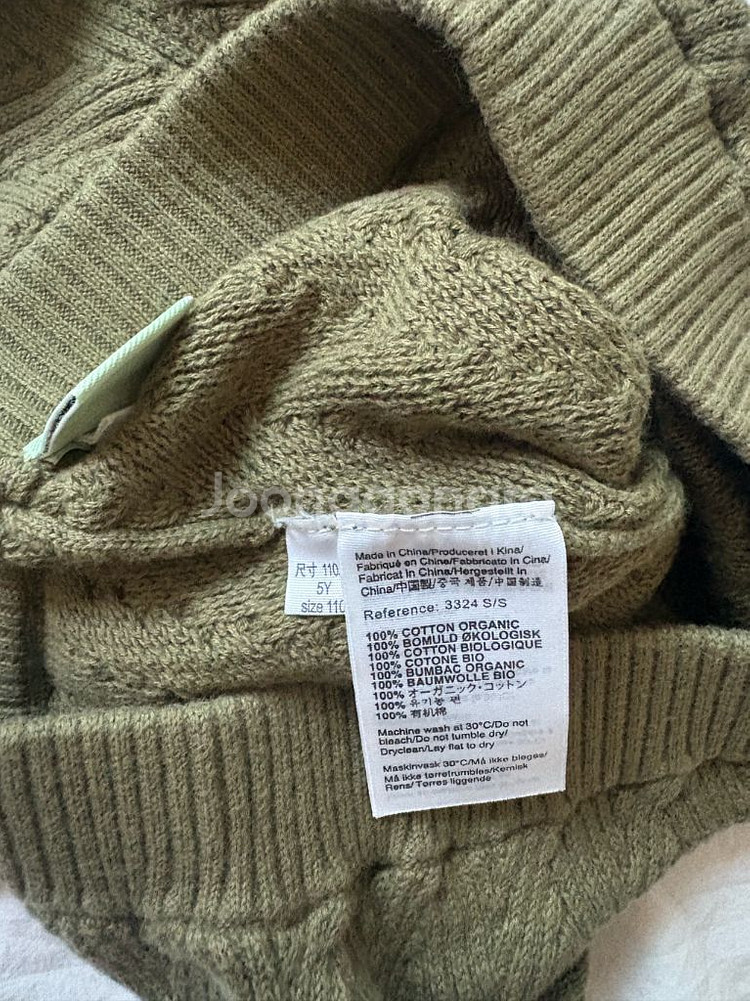 尺寸 110
5Y
size 110
Made in China/Produceret i Kina/
Fabriqué en China/Fabbricato in Cina/
Fabricat în China/Hergestellt in
China/中国製/중국 제품/中国制造
Reference: 3324 S/S
100% COTTON ORGANIC
100% BOMULD ØKOLOGISK
100% COTTON BIOLOGIQUE
100% COTONE BIO
100% BUMBAC ORGANIC
100% BAUMWOLLE BIO
100% オーガニック・コットン
100% 유기농 면
100% 有机棉
Machine wash at 30°C/Do not
bleach/Do not tumble dry/
Dryclean/Lay flat to dry
Maskinvask 30°C/Må ikke bleges/
Må ikke tørretrumbles/Kemisk
Rens/Tørres liggende